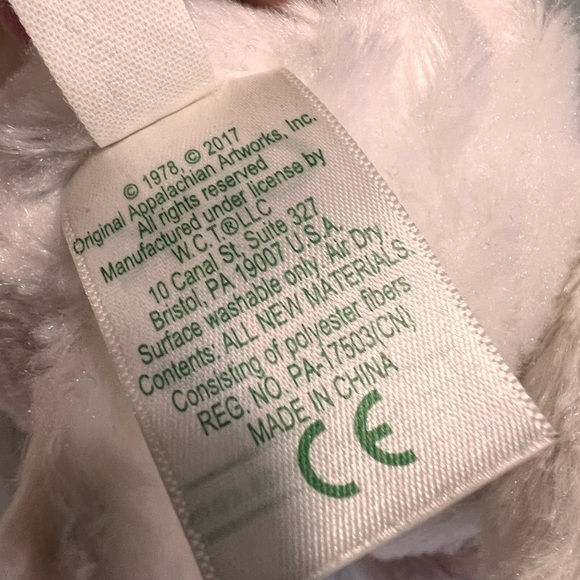 © 1978, © 2017
Original Appalachian Artworks, Inc.
All rights reserved
Manufactured under license by
W.C.T®LLC
10 Canal St, Suite 327
Bristol, PA 19007 U.S.A.
Surface washable only. Air Dry.
Contents: ALL NEW MATERIALS
Consisting of polyester fibers
REG. NO. PA-17503(CN)
MADE IN CHINA
CE